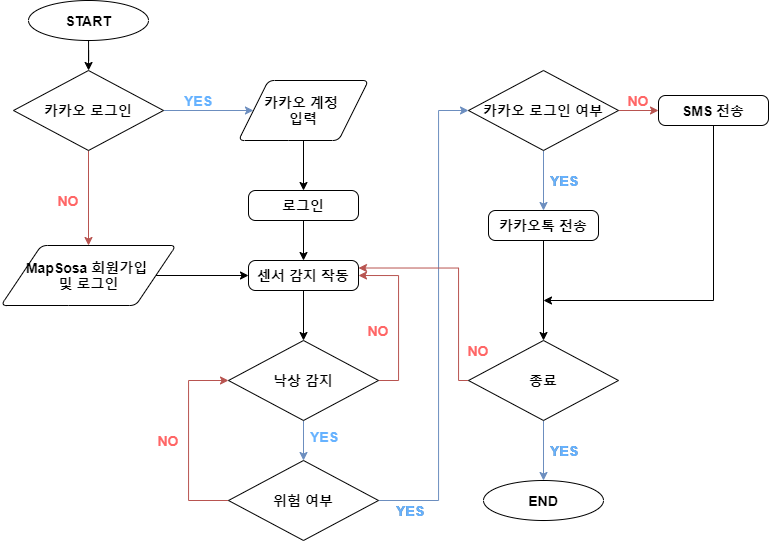 START
카카오 로그인
YES
카카오 계정
입력
NO
로그인
MapSosa 회원가입
및 로그인
센서 감지 작동
NO
낙상 감지
YES
NO
위험 여부
YES
카카오 로그인 여부
NO
SMS 전송
YES
카카오톡 전송
NO
종료
YES
END